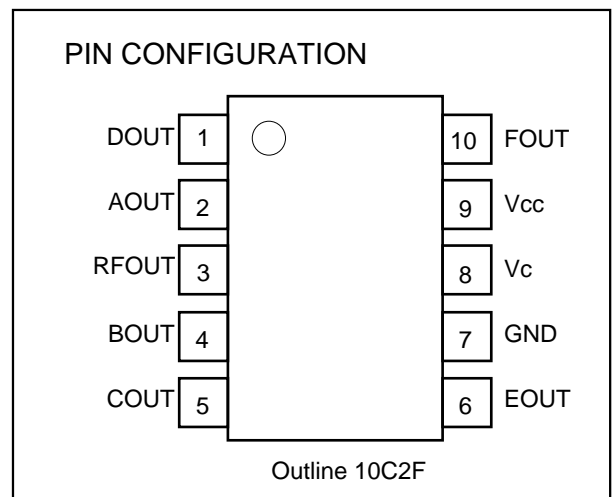 PIN CONFIGURATION
DOUT 1 10 FOUT
AOUT 2 9 Vcc
RFOUT 3 8 Vc
BOUT 4 7 GND
COUT 5 6 EOUT
Outline 10C2F